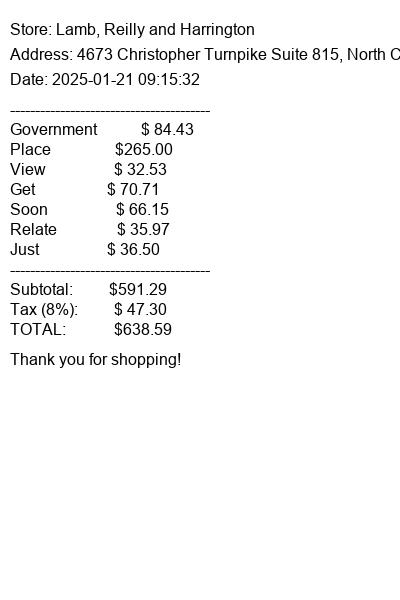 Store: Lamb, Reilly and Harrington
Address: 4673 Christopher Turnpike Suite 815, North
Date: 2025-01-21 09:15:32
----------------------------------------
Government $ 84.43
Place $265.00
View $ 32.53
Get $ 70.71
Soon $ 66.15
Relate $ 35.97
Just $ 36.50
----------------------------------------
Subtotal: $591.29
Tax (8%): $ 47.30
TOTAL: $638.59
Thank you for shopping!